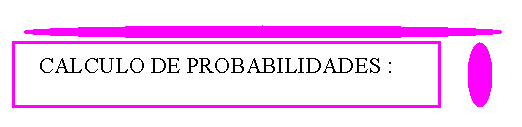 CALCULO DE PROBABILIDADES :